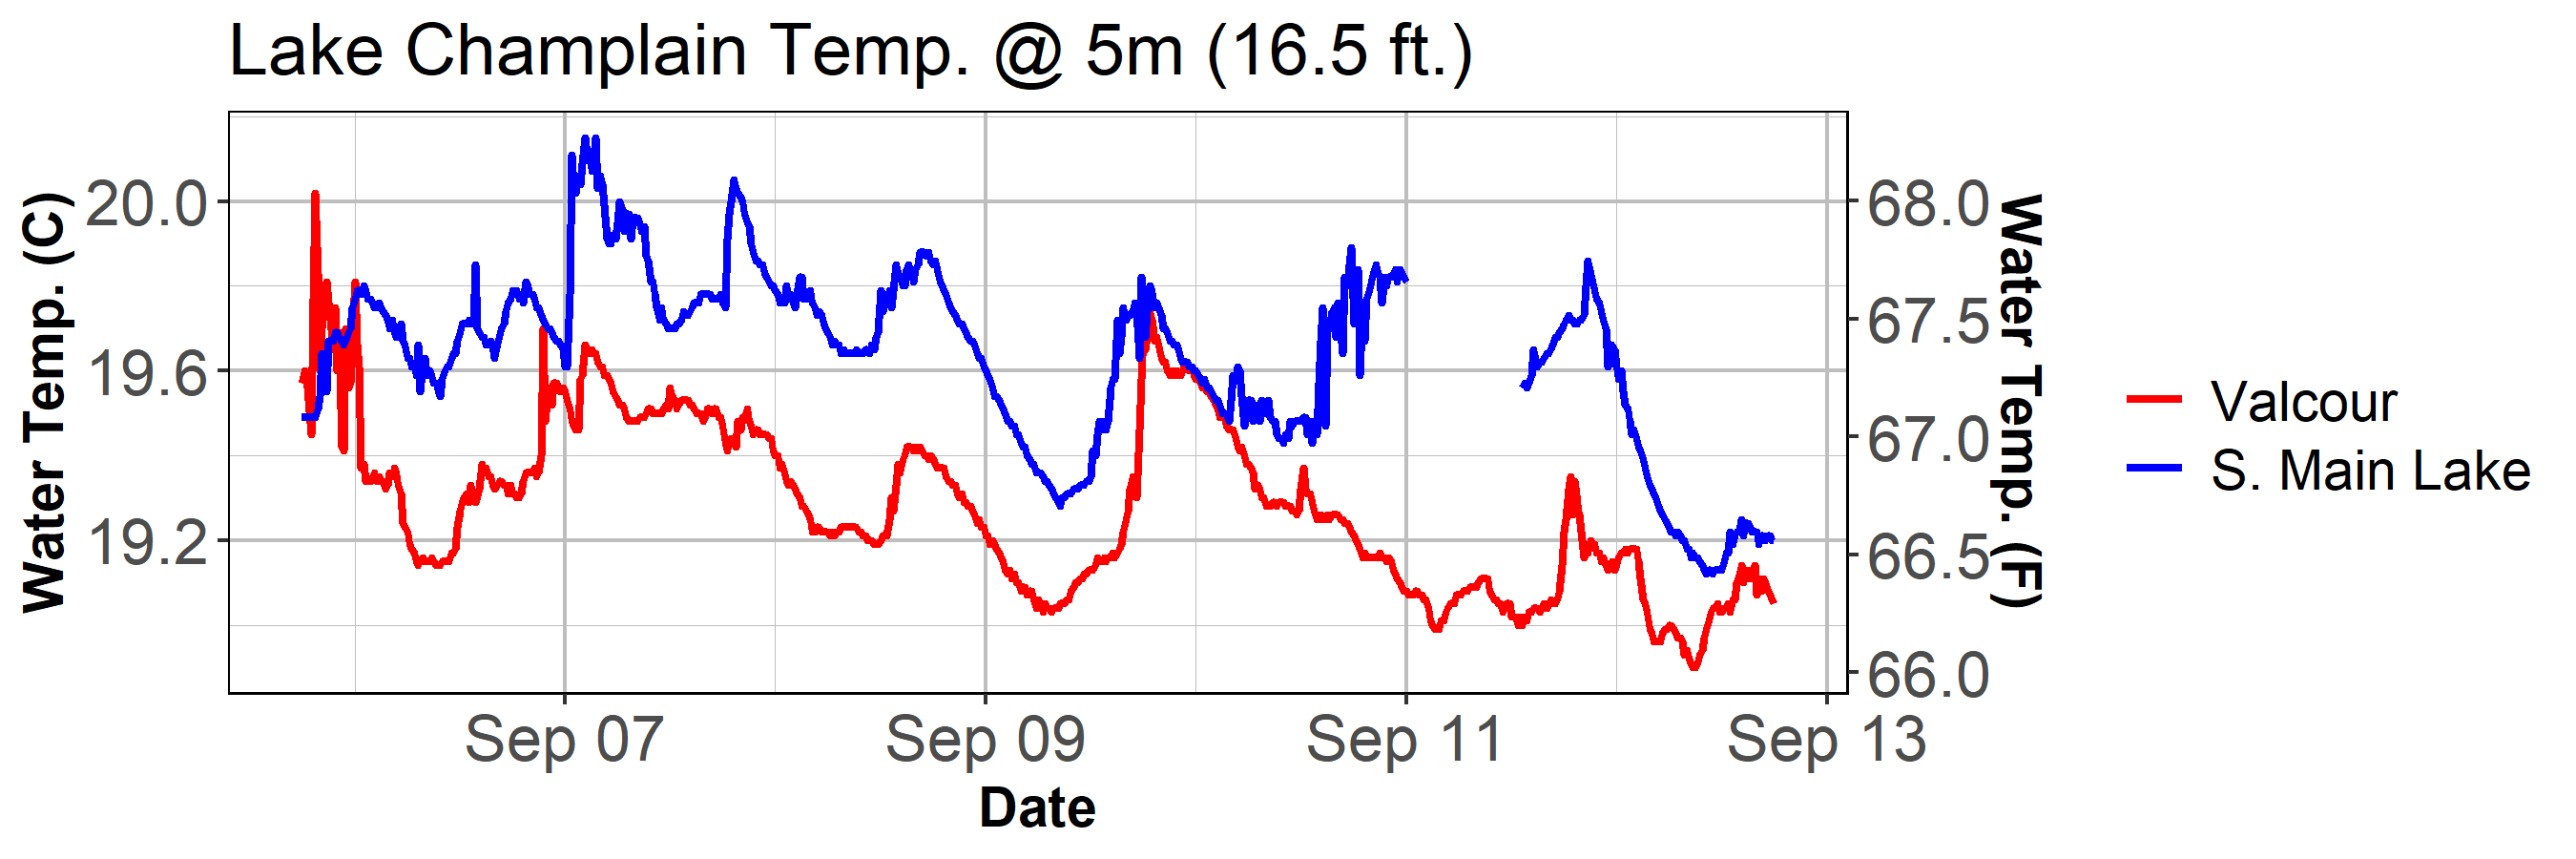 Lake Champlain Temp. @ 5m (16.5 ft.)
Water Temp. (C)
20.0
19.6
19.2
68.0
67.5
67.0
66.5
66.0
Water Temp. (F)
Valcour
S. Main Lake
Sep 07
Sep 09
Sep 11
Sep 13
Date